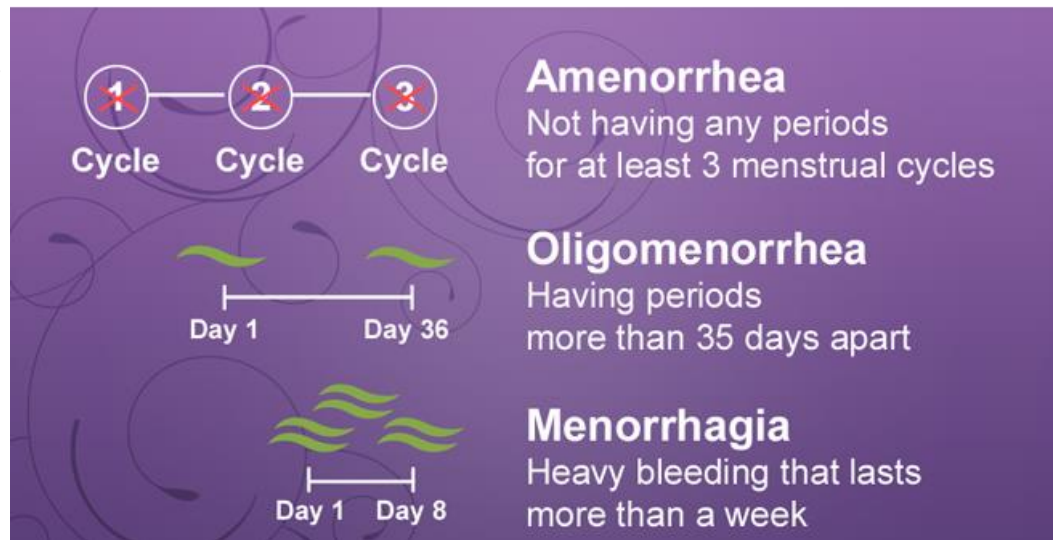 1 2 3
Cycle Cycle Cycle
Amenorrhea
Not having any periods
for at least 3 menstrual cycles
Day 1 Day 36
Oligomenorrhea
Having periods
more than 35 days apart
Day 1 Day 8
Menorrhagia
Heavy bleeding that lasts
more than a week